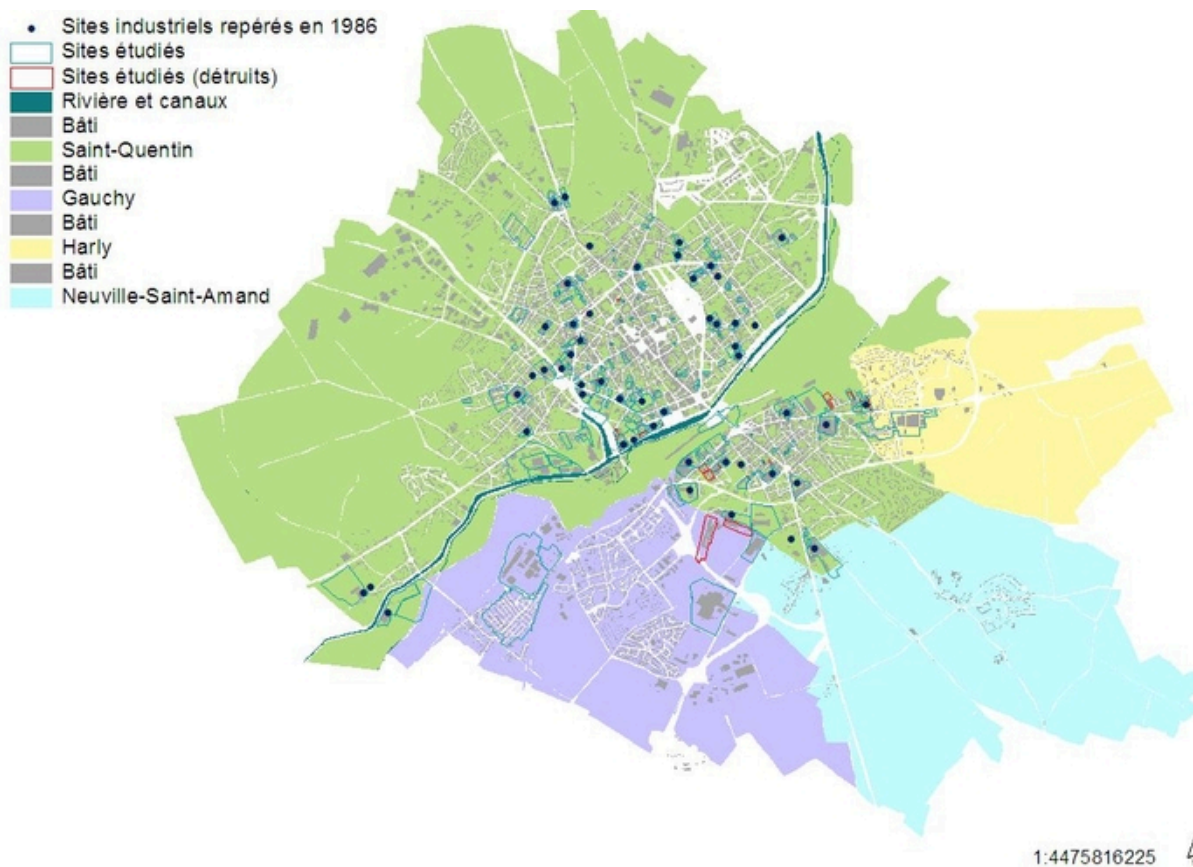 Sites industriels repérés en 1986
Sites étudiés
Sites étudiés (détruits)
Rivière et canaux
Bâti
Saint-Quentin
Bâti
Gauchy
Bâti
Harly
Bâti
Neuville-Saint-Amand
1:4475816225